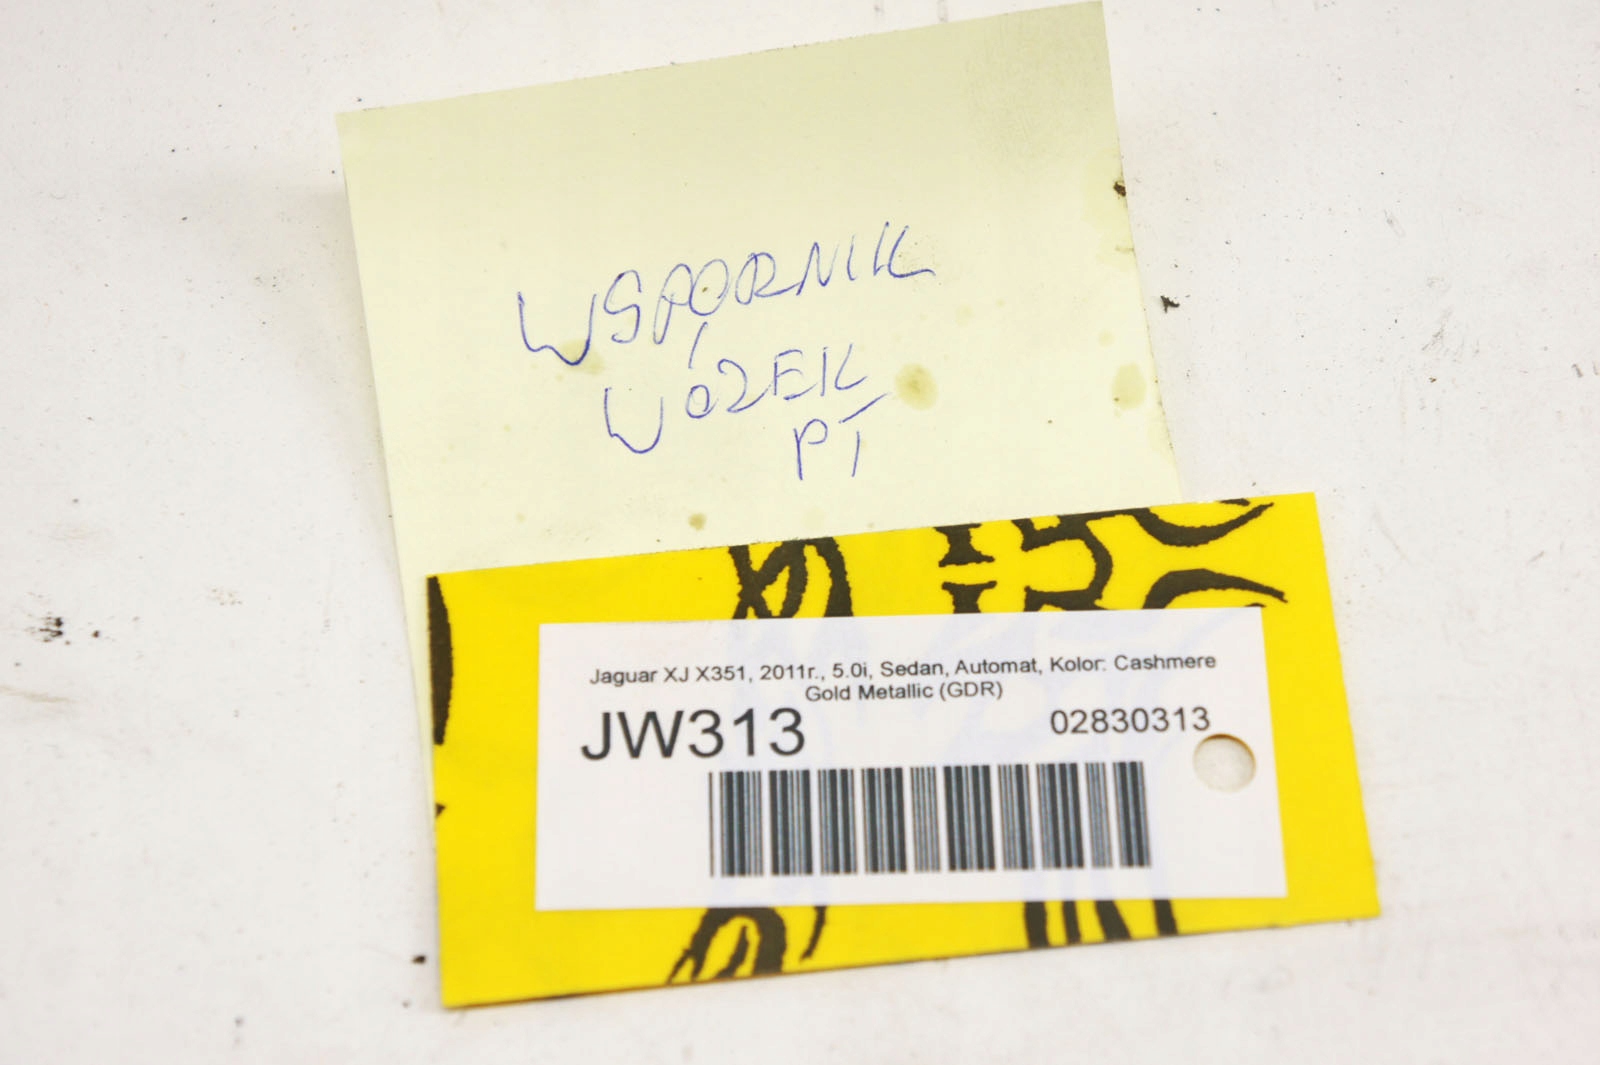 WSPORNIK
WÓZEK
PT
Jaguar XJ X351, 2011r., 5.0i, Sedan, Automat, Kolor: Cashmere
Gold Metallic (GDR)
JW313
02830313